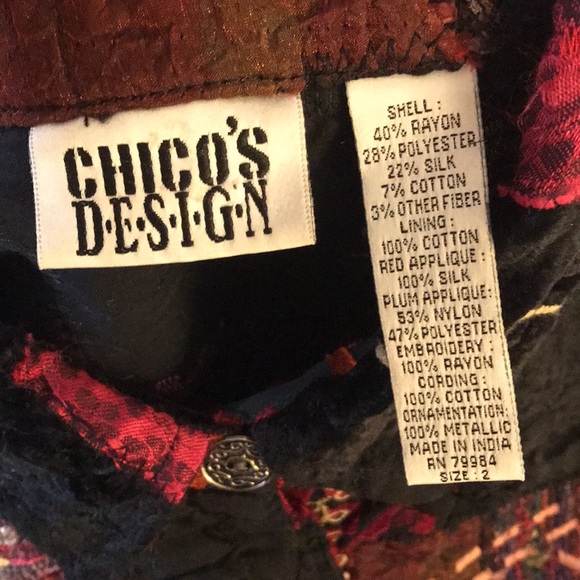 CHICO'S
D·E·S·I·G·N
SHELL :
40% RAYON
28% POLYESTER
22% SILK
7% COTTON
3% OTHER FIBER
LINING :
100% COTTON
RED APPLIQUE :
100% SILK
PLUM APPLIQUE:
53% NYLON
47% POLYESTER
EMBROIDERY :
100% RAYON
CORDING :
100% COTTON
ORNAMENTATION:
100% METALLIC
MADE IN INDIA
RN 79984
SIZE : 2